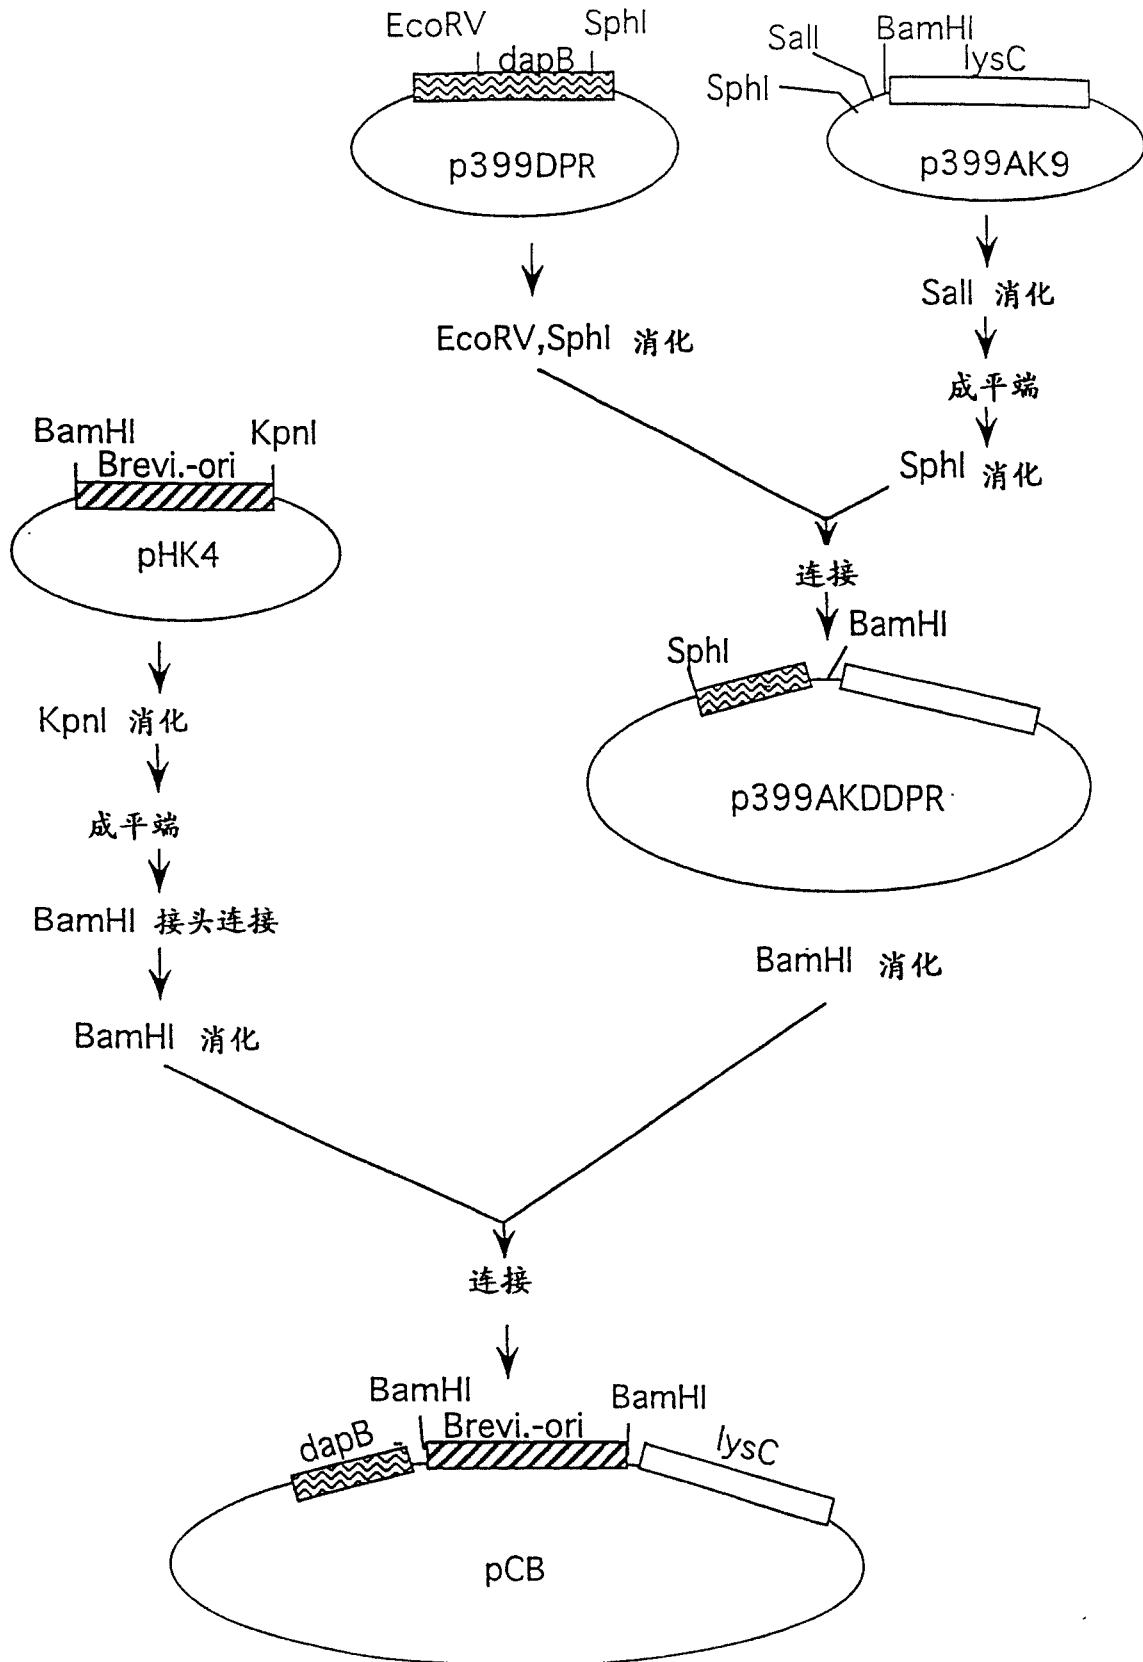 EcoRV
SphI
dapB
p399DPR
SalI
BamHI
SphI
lysC
p399AK9
EcoRV,SphI 消化
SalI 消化
成平端
SphI 消化
连接
BamHI
KpnI
Brevi.-ori
pHK4
KpnI 消化
成平端
BamHI 接头连接
BamHI 消化
SphI
BamHI
p399AKDDPR
BamHI 消化
连接
BamHI
BamHI
dapB
Brevi.-ori
lysC
pCB